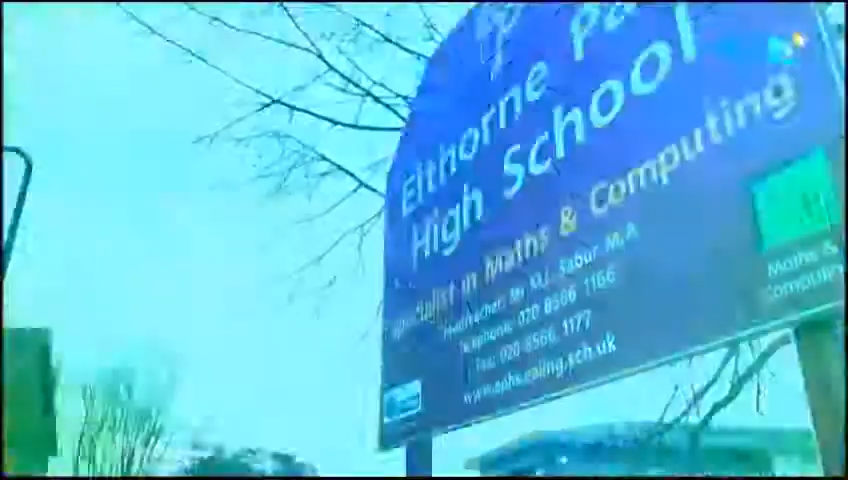 Elthorne Pa
High School
ialist in Maths & Computing
Headteacher: Mr M.J. Sabur M.A
Telephone: 020 8566 1166
Fax: 020 8566 1177
www.ephs.ealing.sch.uk
Maths &
Computing